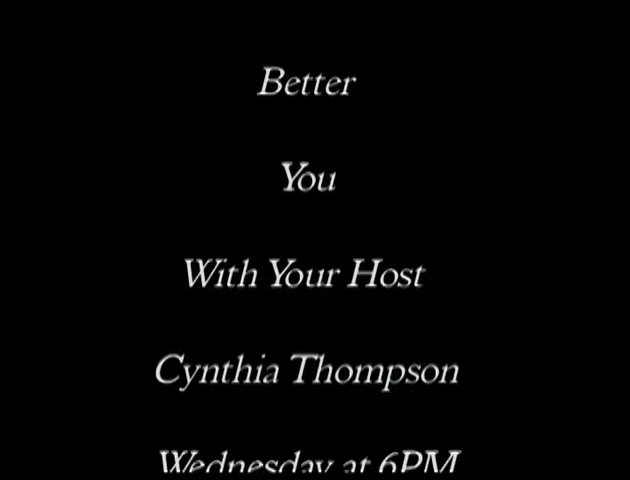 Better
You
With Your Host
Cynthia Thompson
Wednesday at 6PM